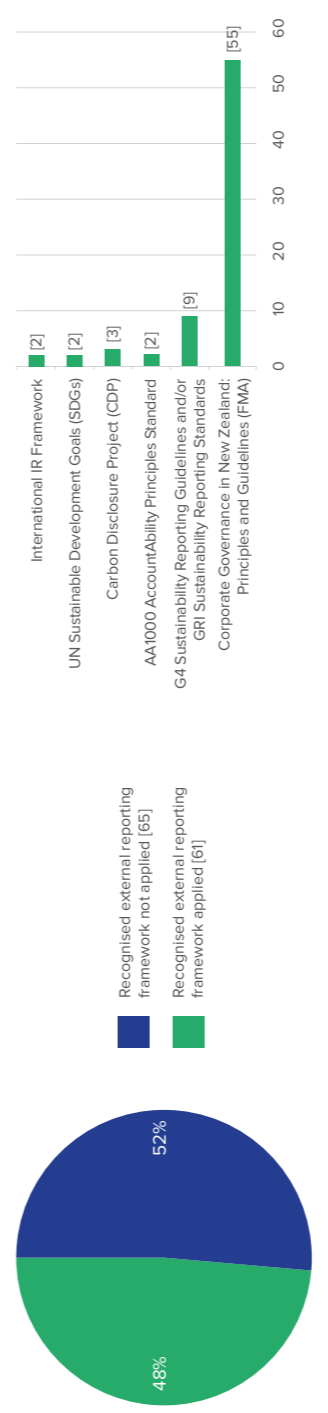 48%
52%
Recognised external reporting
framework not applied [65]
Recognised external reporting
framework applied [61]
International IR Framework
[2]
UN Sustainable Development Goals (SDGs)
[2]
Carbon Disclosure Project (CDP)
[3]
AA1000 AccountAbility Principles Standard
[2]
G4 Sustainability Reporting Guidelines and/or
GRI Sustainability Reporting Standards
[9]
Corporate Governance in New Zealand:
Principles and Guidelines (FMA)
[55]
0
10
20
30
40
50
60